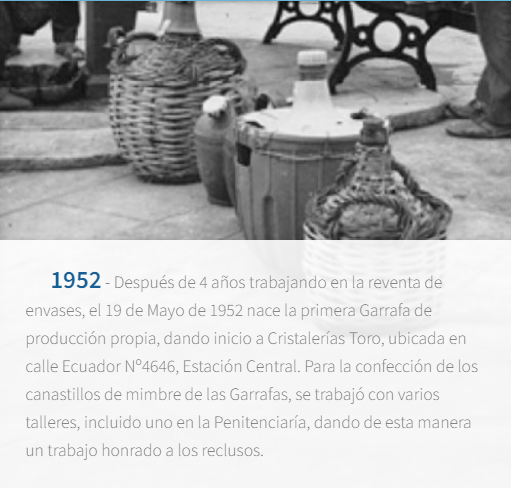 1952 - Después de 4 años trabajando en la reventa de
envases, el 19 de Mayo de 1952 nace la primera Garrafa de
producción propia, dando inicio a Cristalerías Toro, ubicada en
calle Ecuador Nº4646, Estación Central. Para la confección de los
canastillos de mimbre de las Garrafas, se trabajó con varios
talleres, incluido uno en la Penitenciaría, dando de esta manera
un trabajo honrado a los reclusos.